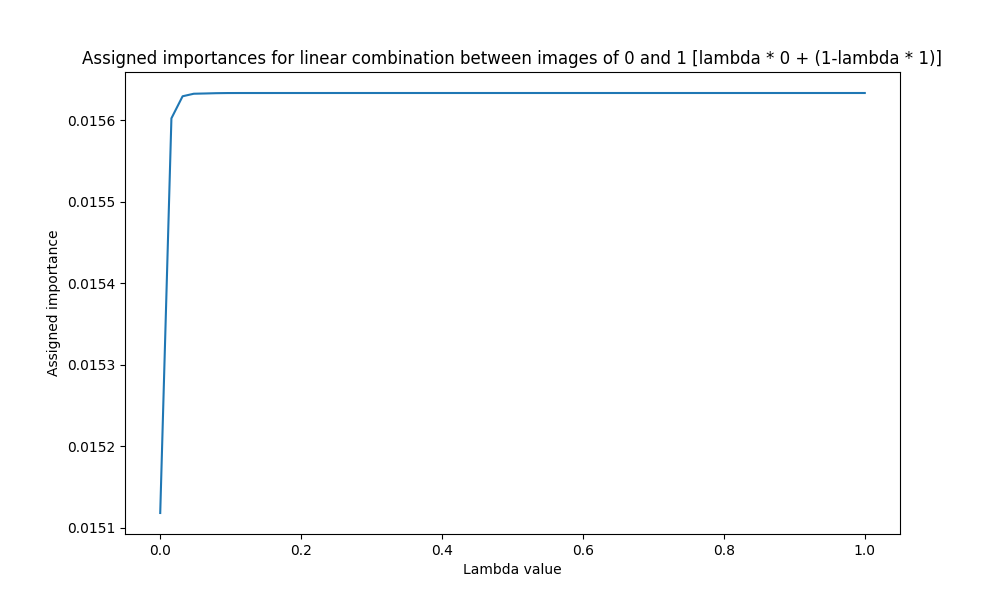 Assigned importances for linear combination between images of 0 and 1 [lambda * 0 + (1-lambda * 1)]
Assigned importance
0.0156
0.0155
0.0154
0.0153
0.0152
0.0151
0.0 0.2 0.4 0.6 0.8 1.0
Lambda value